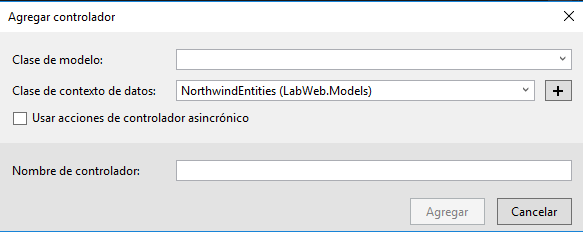 Agregar controlador
Clase de modelo:
Clase de contexto de datos: NorthwindEntities (LabWeb.Models)
Usar acciones de controlador asincrónico
Nombre de controlador:
Agregar Cancelar